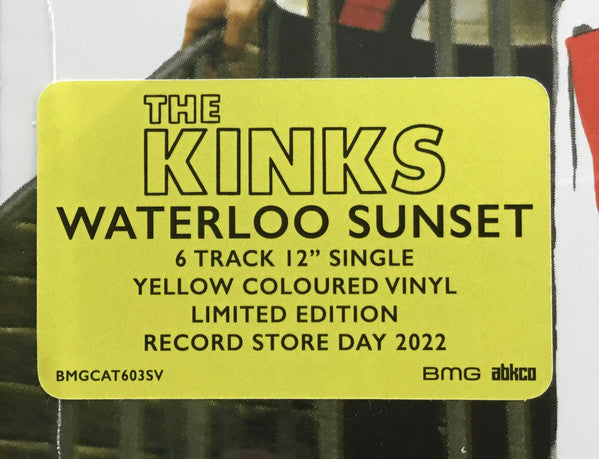 THE
KINKS
WATERLOO SUNSET
6 TRACK 12” SINGLE
YELLOW COLOURED VINYL
LIMITED EDITION
RECORD STORE DAY 2022
BMGCAT603SV BMG abkco